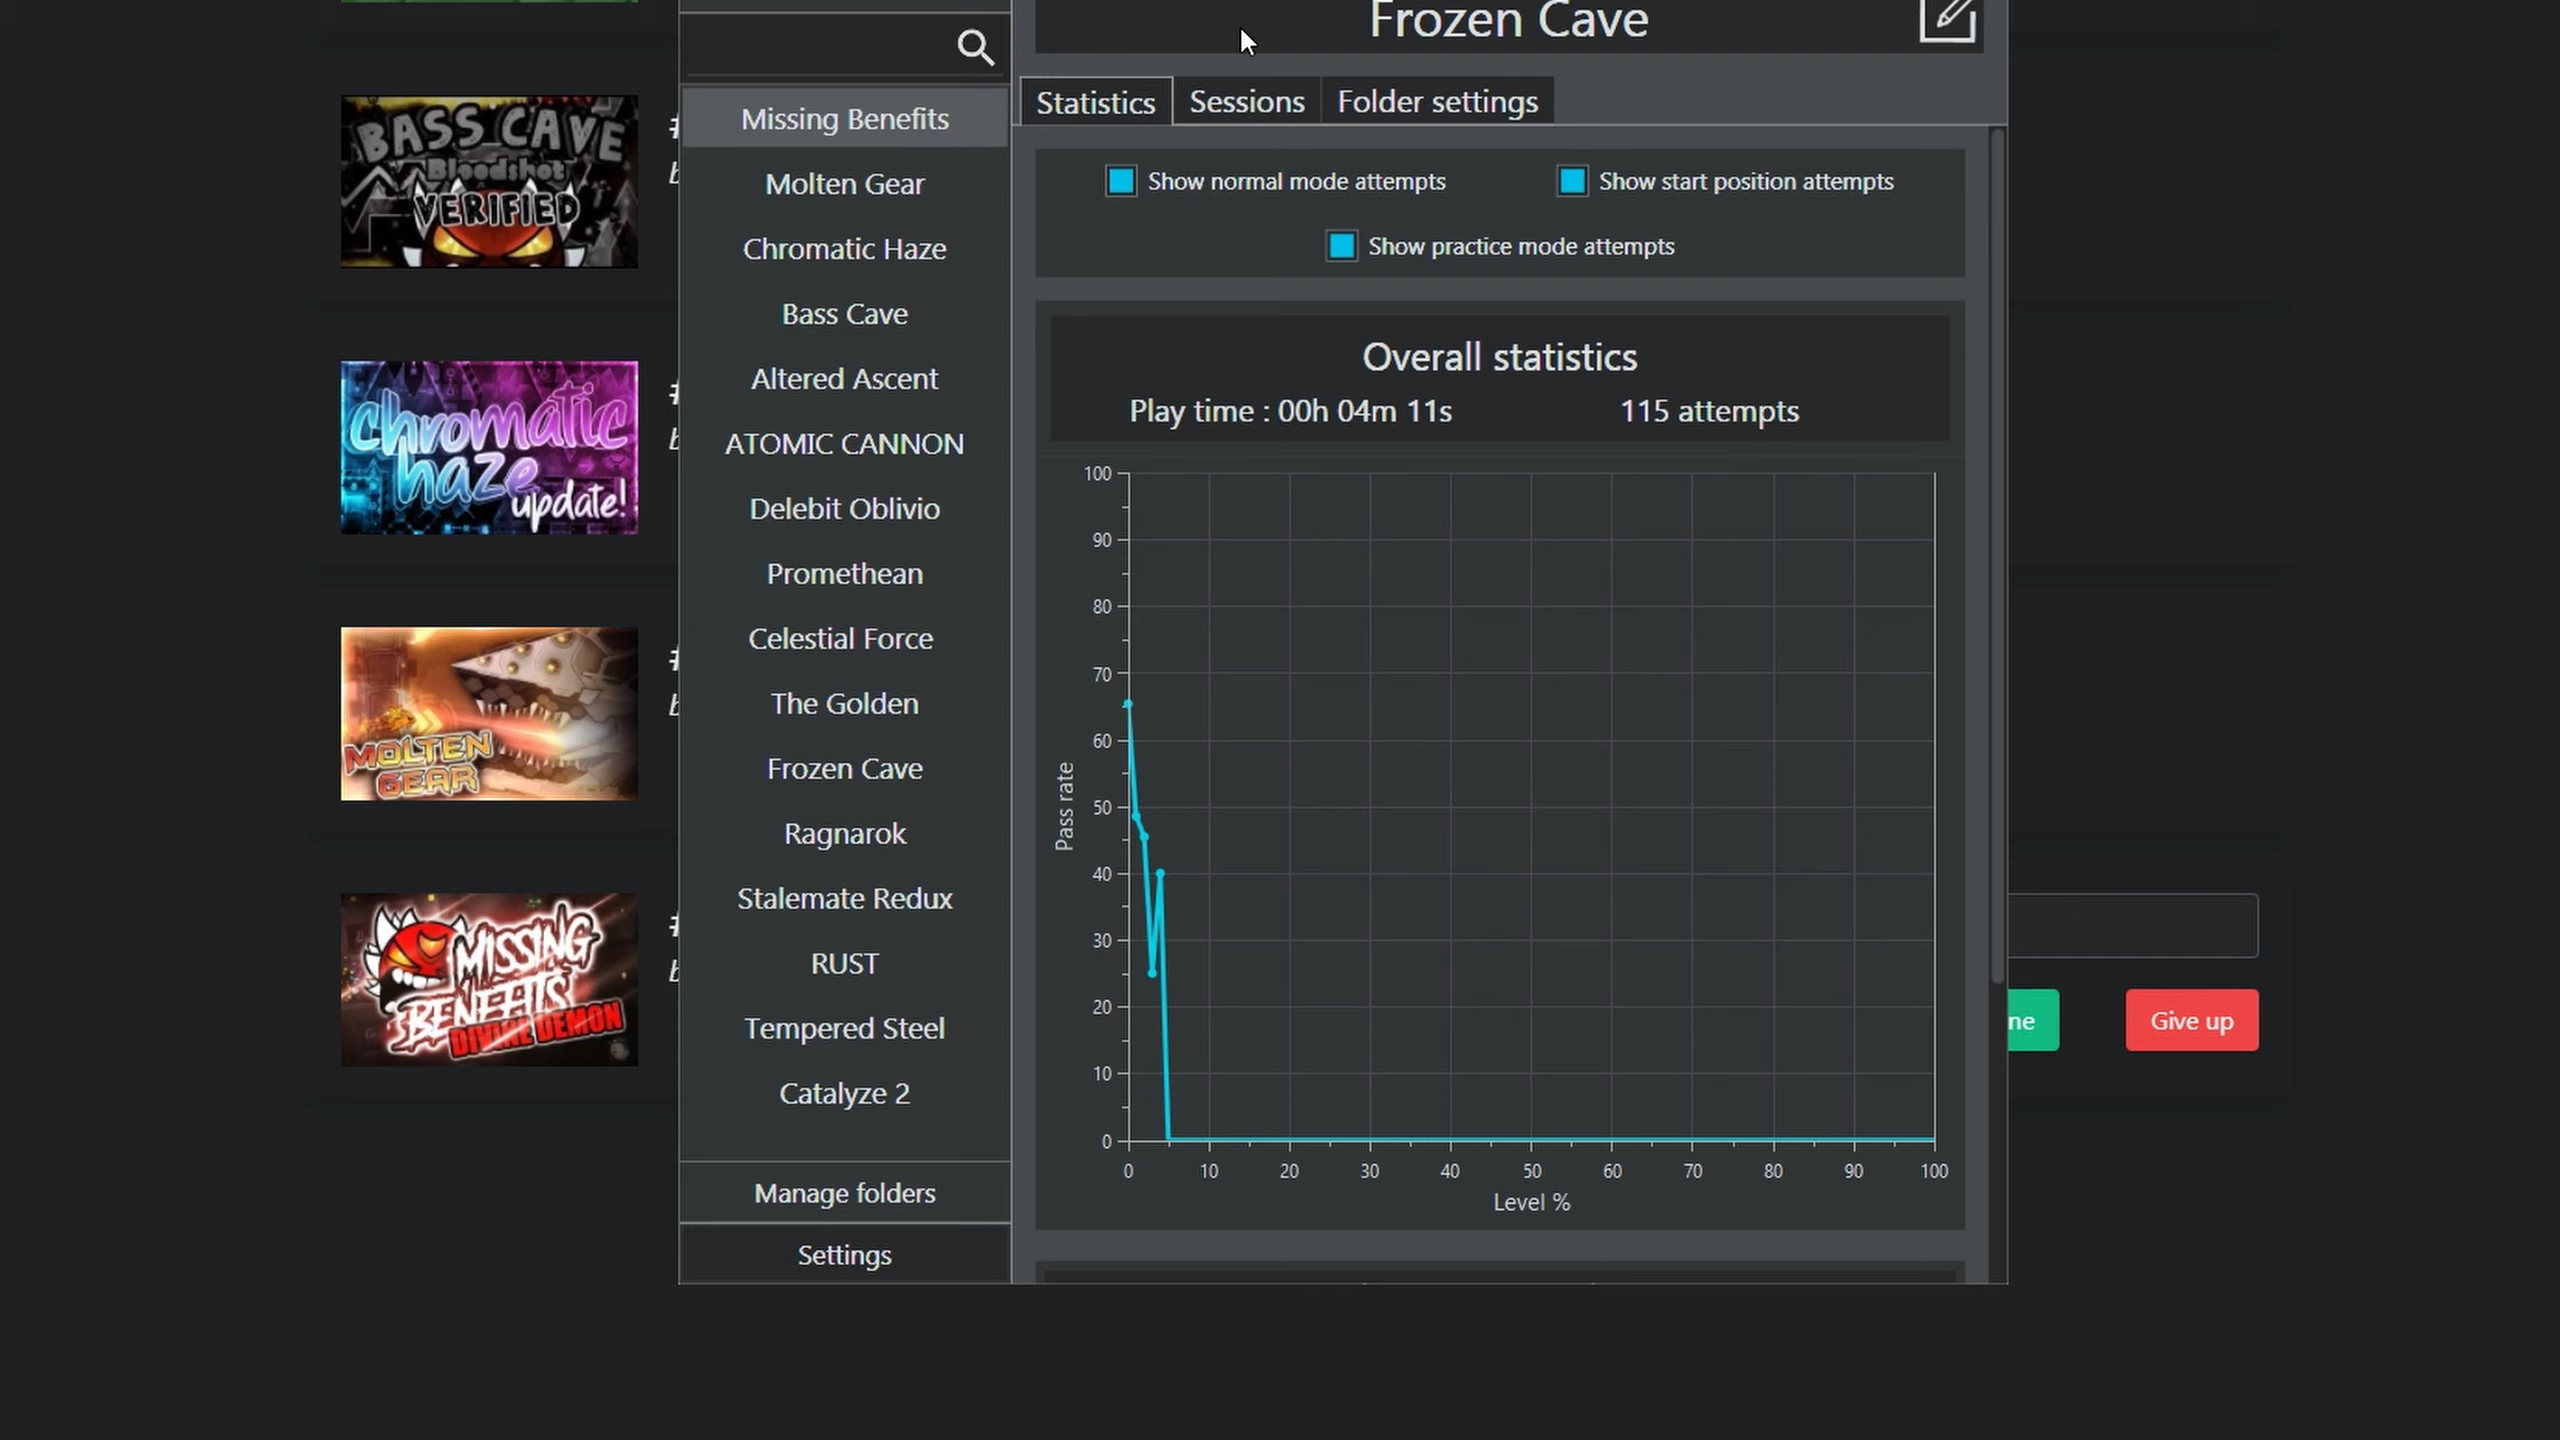 Frozen Cave
Statistics
Sessions
Folder settings
BASS CAVE
Bloodshot
VERIFIED
chromatic
haze
update!
MOLTEN
GEAR
MISSING
BENEFITS
DIVINE DEMON
Missing Benefits
Molten Gear
Chromatic Haze
Bass Cave
Altered Ascent
ATOMIC CANNON
Delebit Oblivio
Promethean
Celestial Force
The Golden
Frozen Cave
Ragnarok
Stalemate Redux
RUST
Tempered Steel
Catalyze 2
Manage folders
Settings
Show normal mode attempts
Show start position attempts
Show practice mode attempts
Overall statistics
Play time : 00h 04m 11s
115 attempts
100
90
80
70
60
50
40
30
20
10
0
Pass rate
0 10 20 30 40 50 60 70 80 90 100
Level %
ne
Give up